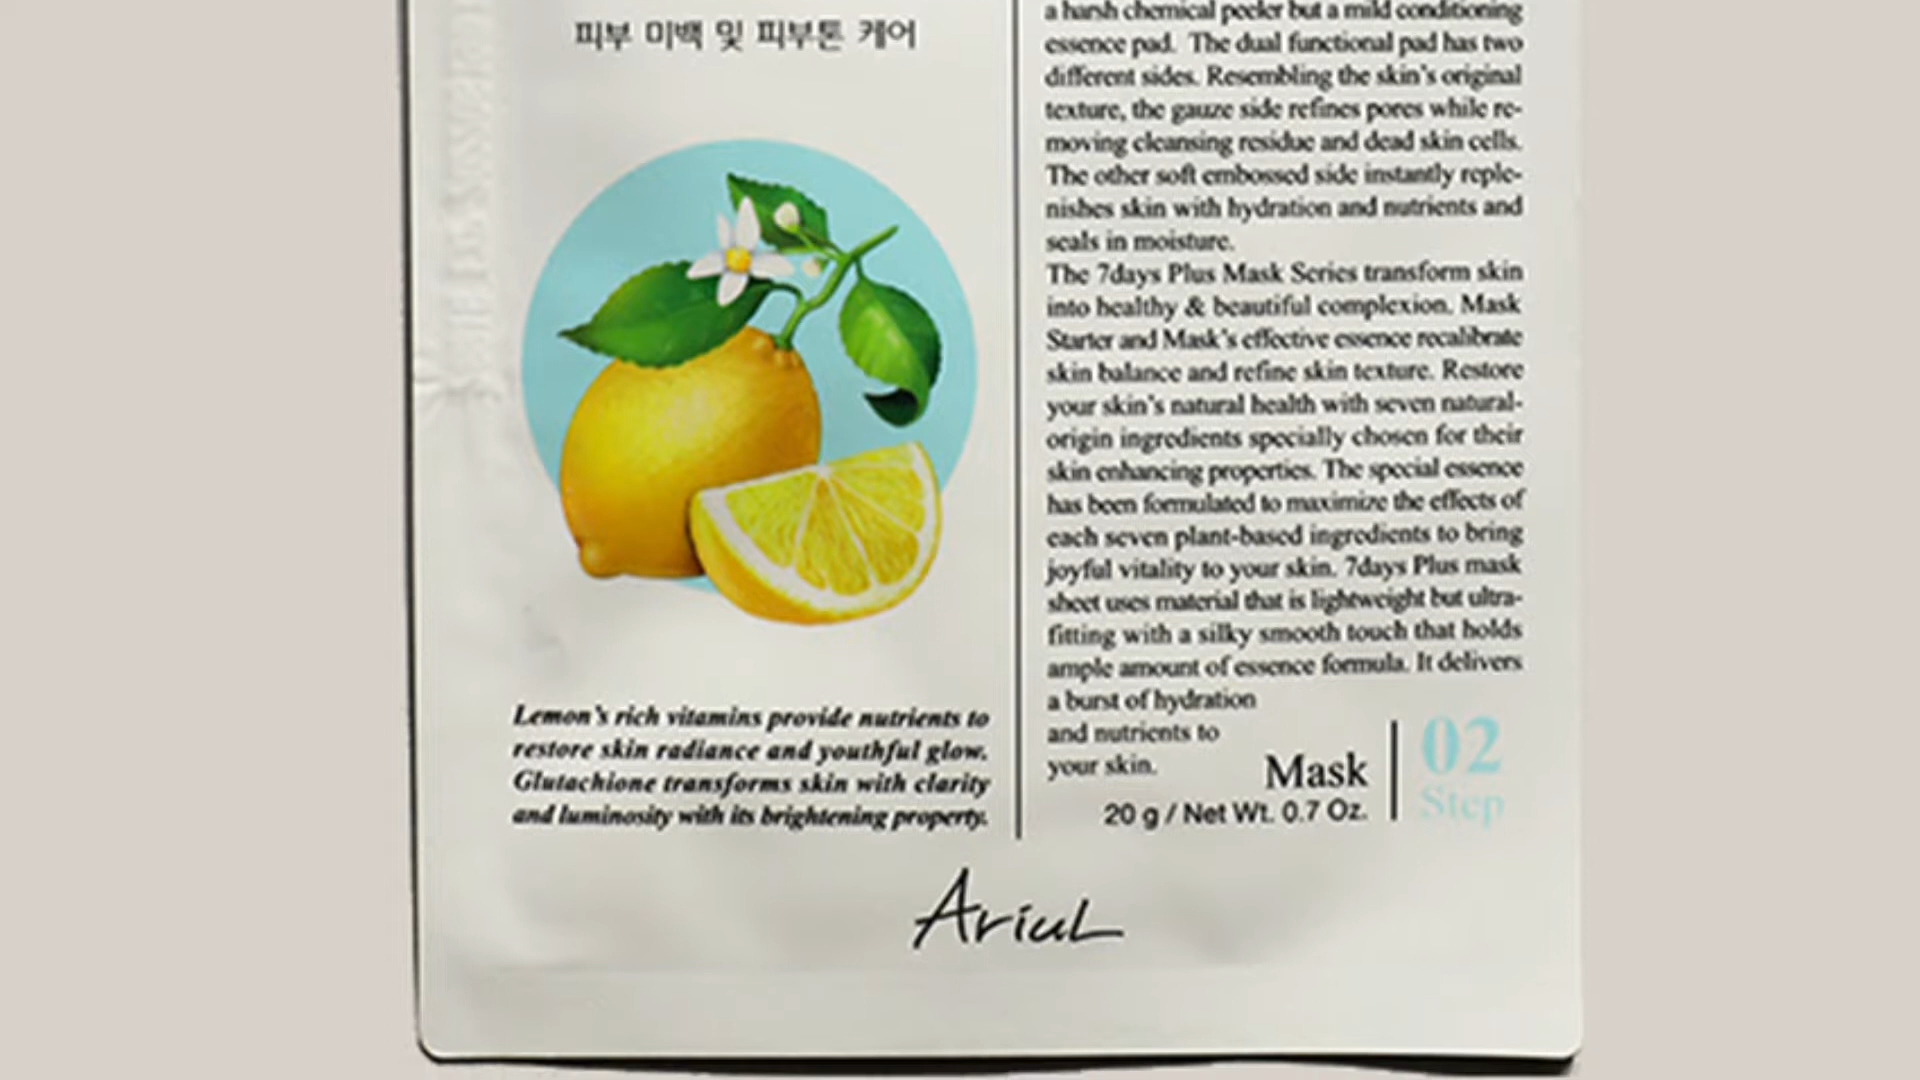 피부 미백 및 피부톤 케어
Lemon's rich vitamins provide nutrients to
restore skin radiance and youthful glow.
Glutachione transforms skin with clarity
and luminosity with its brightening property.
a harsh chemical peeler but a mild conditioning
essence pad. The dual functional pad has two
different sides. Resembling the skin's original
texture, the gauze side refines pores while re-
moving cleansing residue and dead skin cells.
The other soft embossed side instantly reple-
nishes skin with hydration and nutrients and
seals in moisture.
The 7days Plus Mask Series transform skin
into healthy & beautiful complexion. Mask
Starter and Mask's effective essence recalibrate
skin balance and refine skin texture. Restore
your skin's natural health with seven natural-
origin ingredients specially chosen for their
skin enhancing properties. The special essence
has been formulated to maximize the effects of
each seven plant-based ingredients to bring
joyful vitality to your skin. 7days Plus mask
sheet uses material that is lightweight but ultra-
fitting with a silky smooth touch that holds
ample amount of essence formula. It delivers
a burst of hydration
and nutrients to
your skin.
Mask
20 g / Net Wt. 0.7 Oz.
02
Step
Ariul